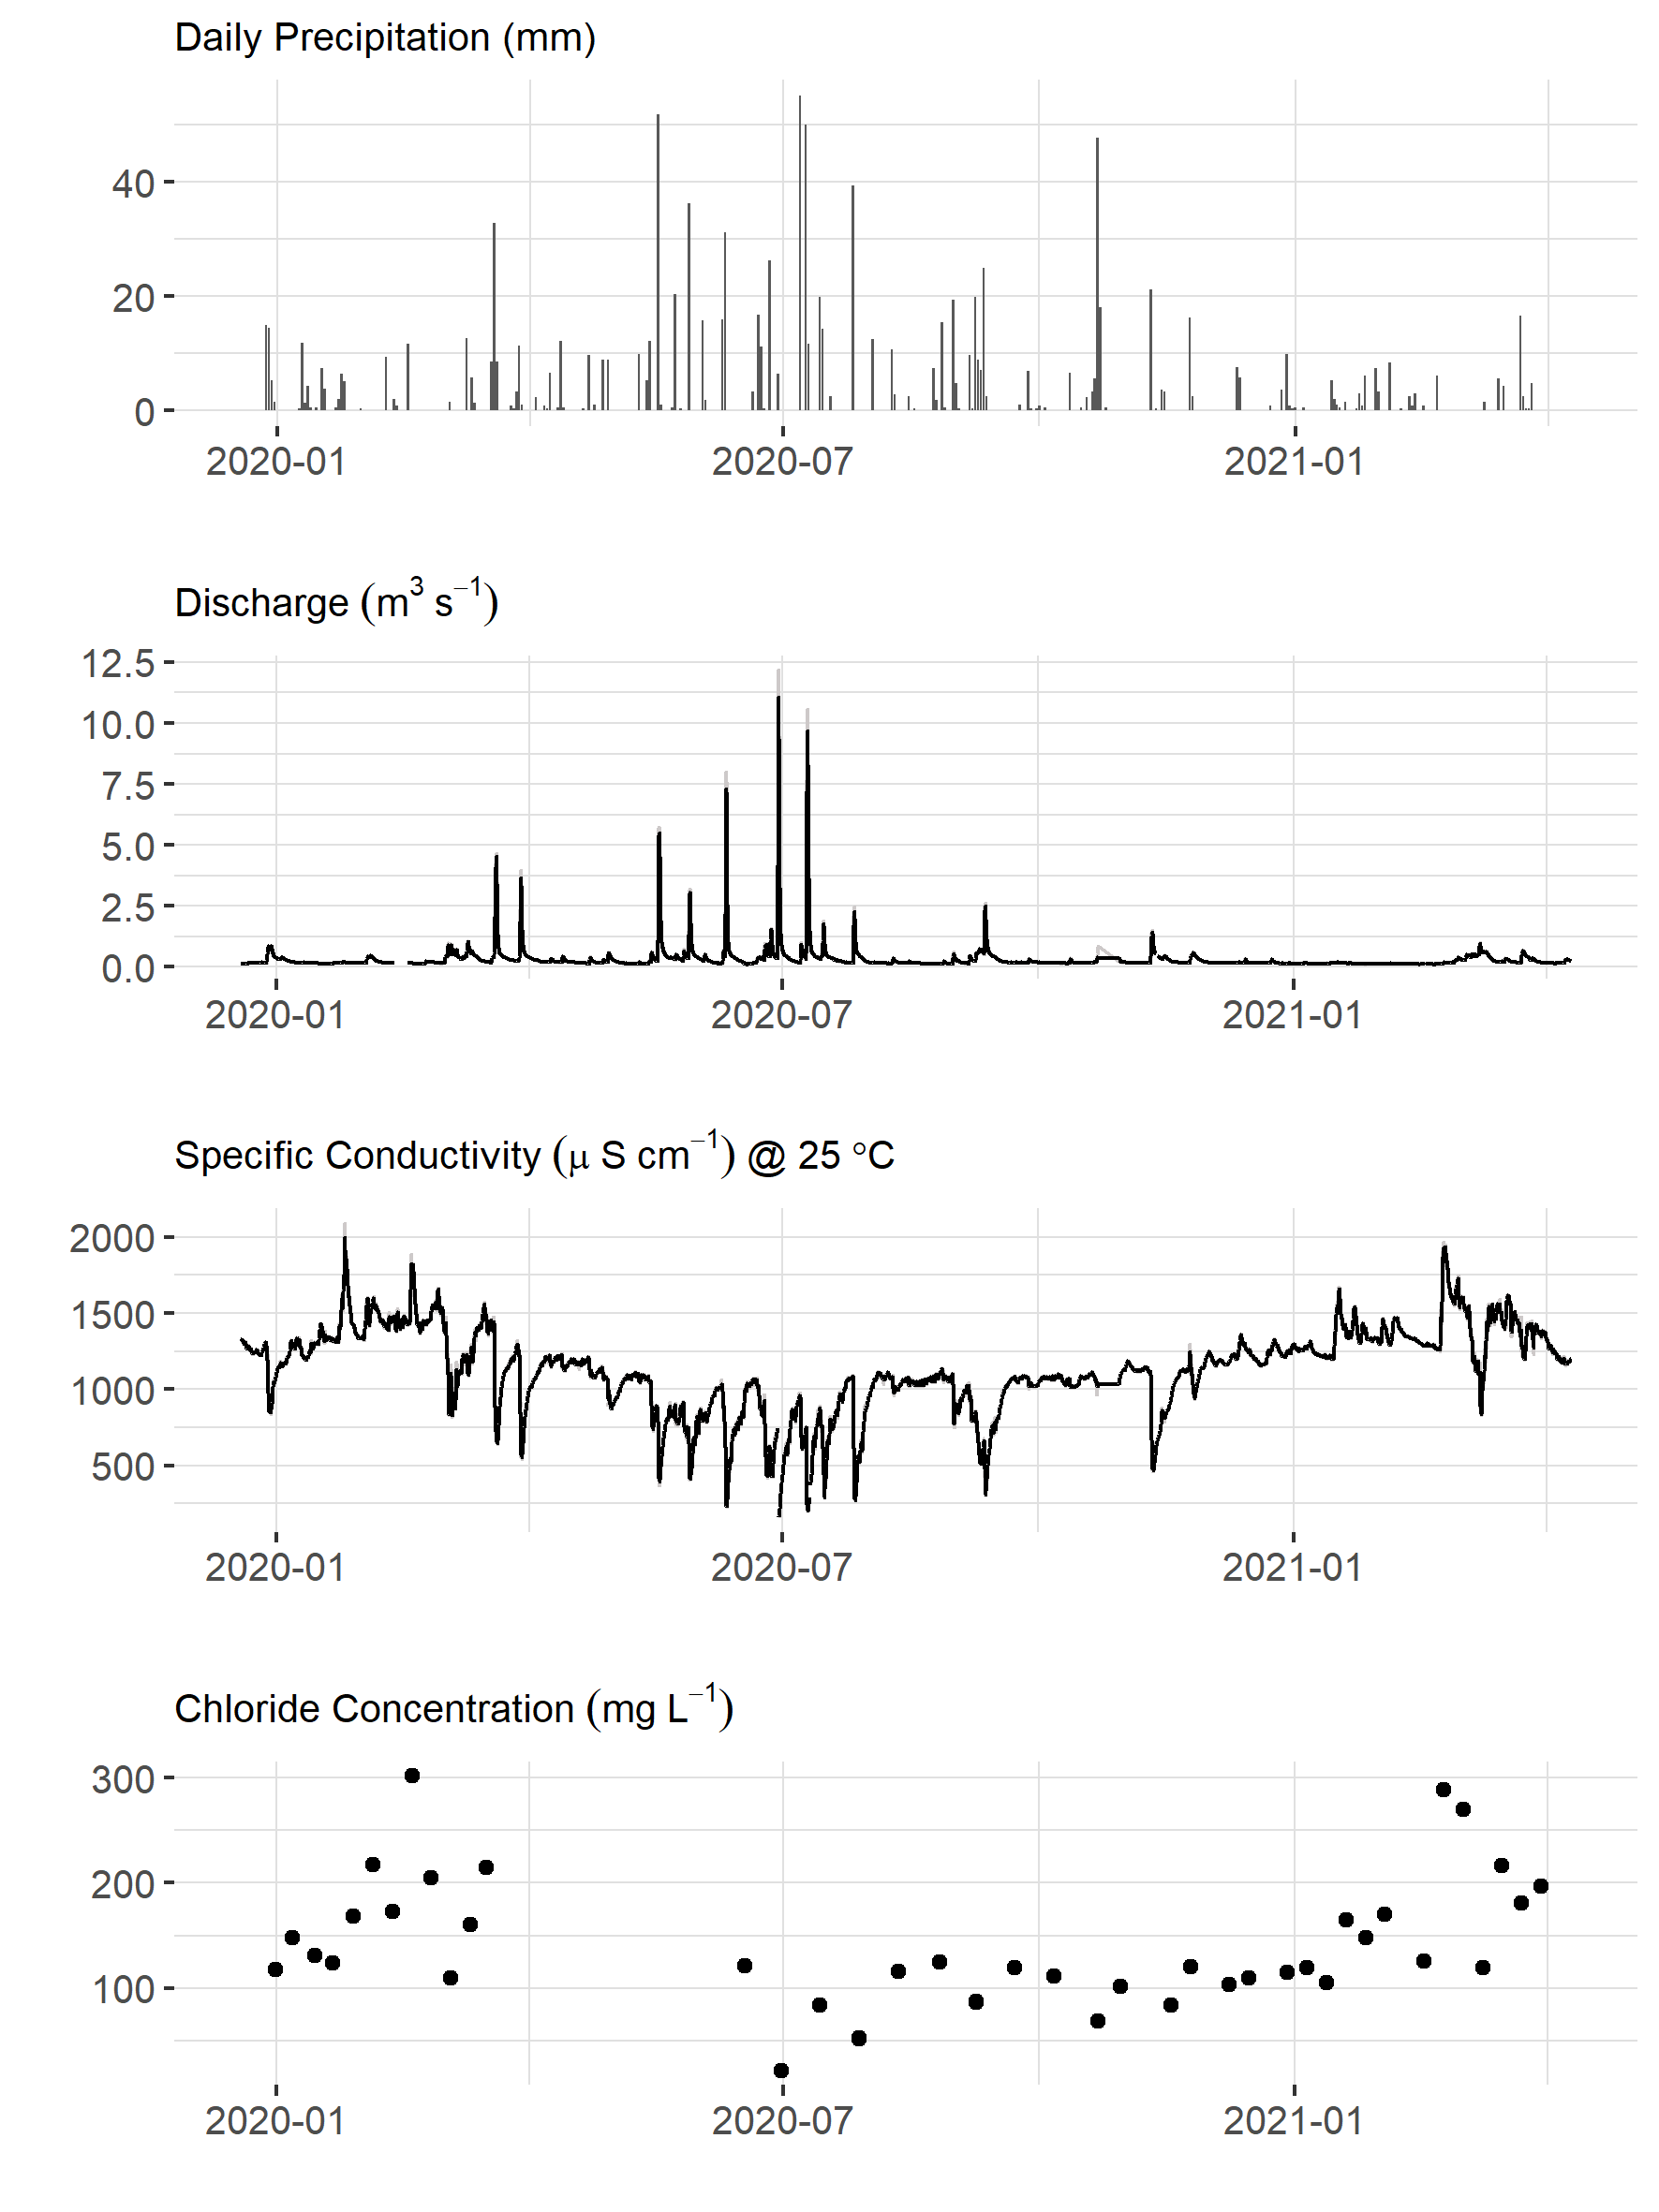 Daily Precipitation (mm)
40
20
0
2020-01 2020-07 2021-01
Discharge (m³ s⁻¹)
12.5
10.0
7.5
5.0
2.5
0.0
2020-01 2020-07 2021-01
Specific Conductivity (μ S cm⁻¹) @ 25 °C
2000
1500
1000
500
2020-01 2020-07 2021-01
Chloride Concentration (mg L⁻¹)
300
200
100
2020-01 2020-07 2021-01